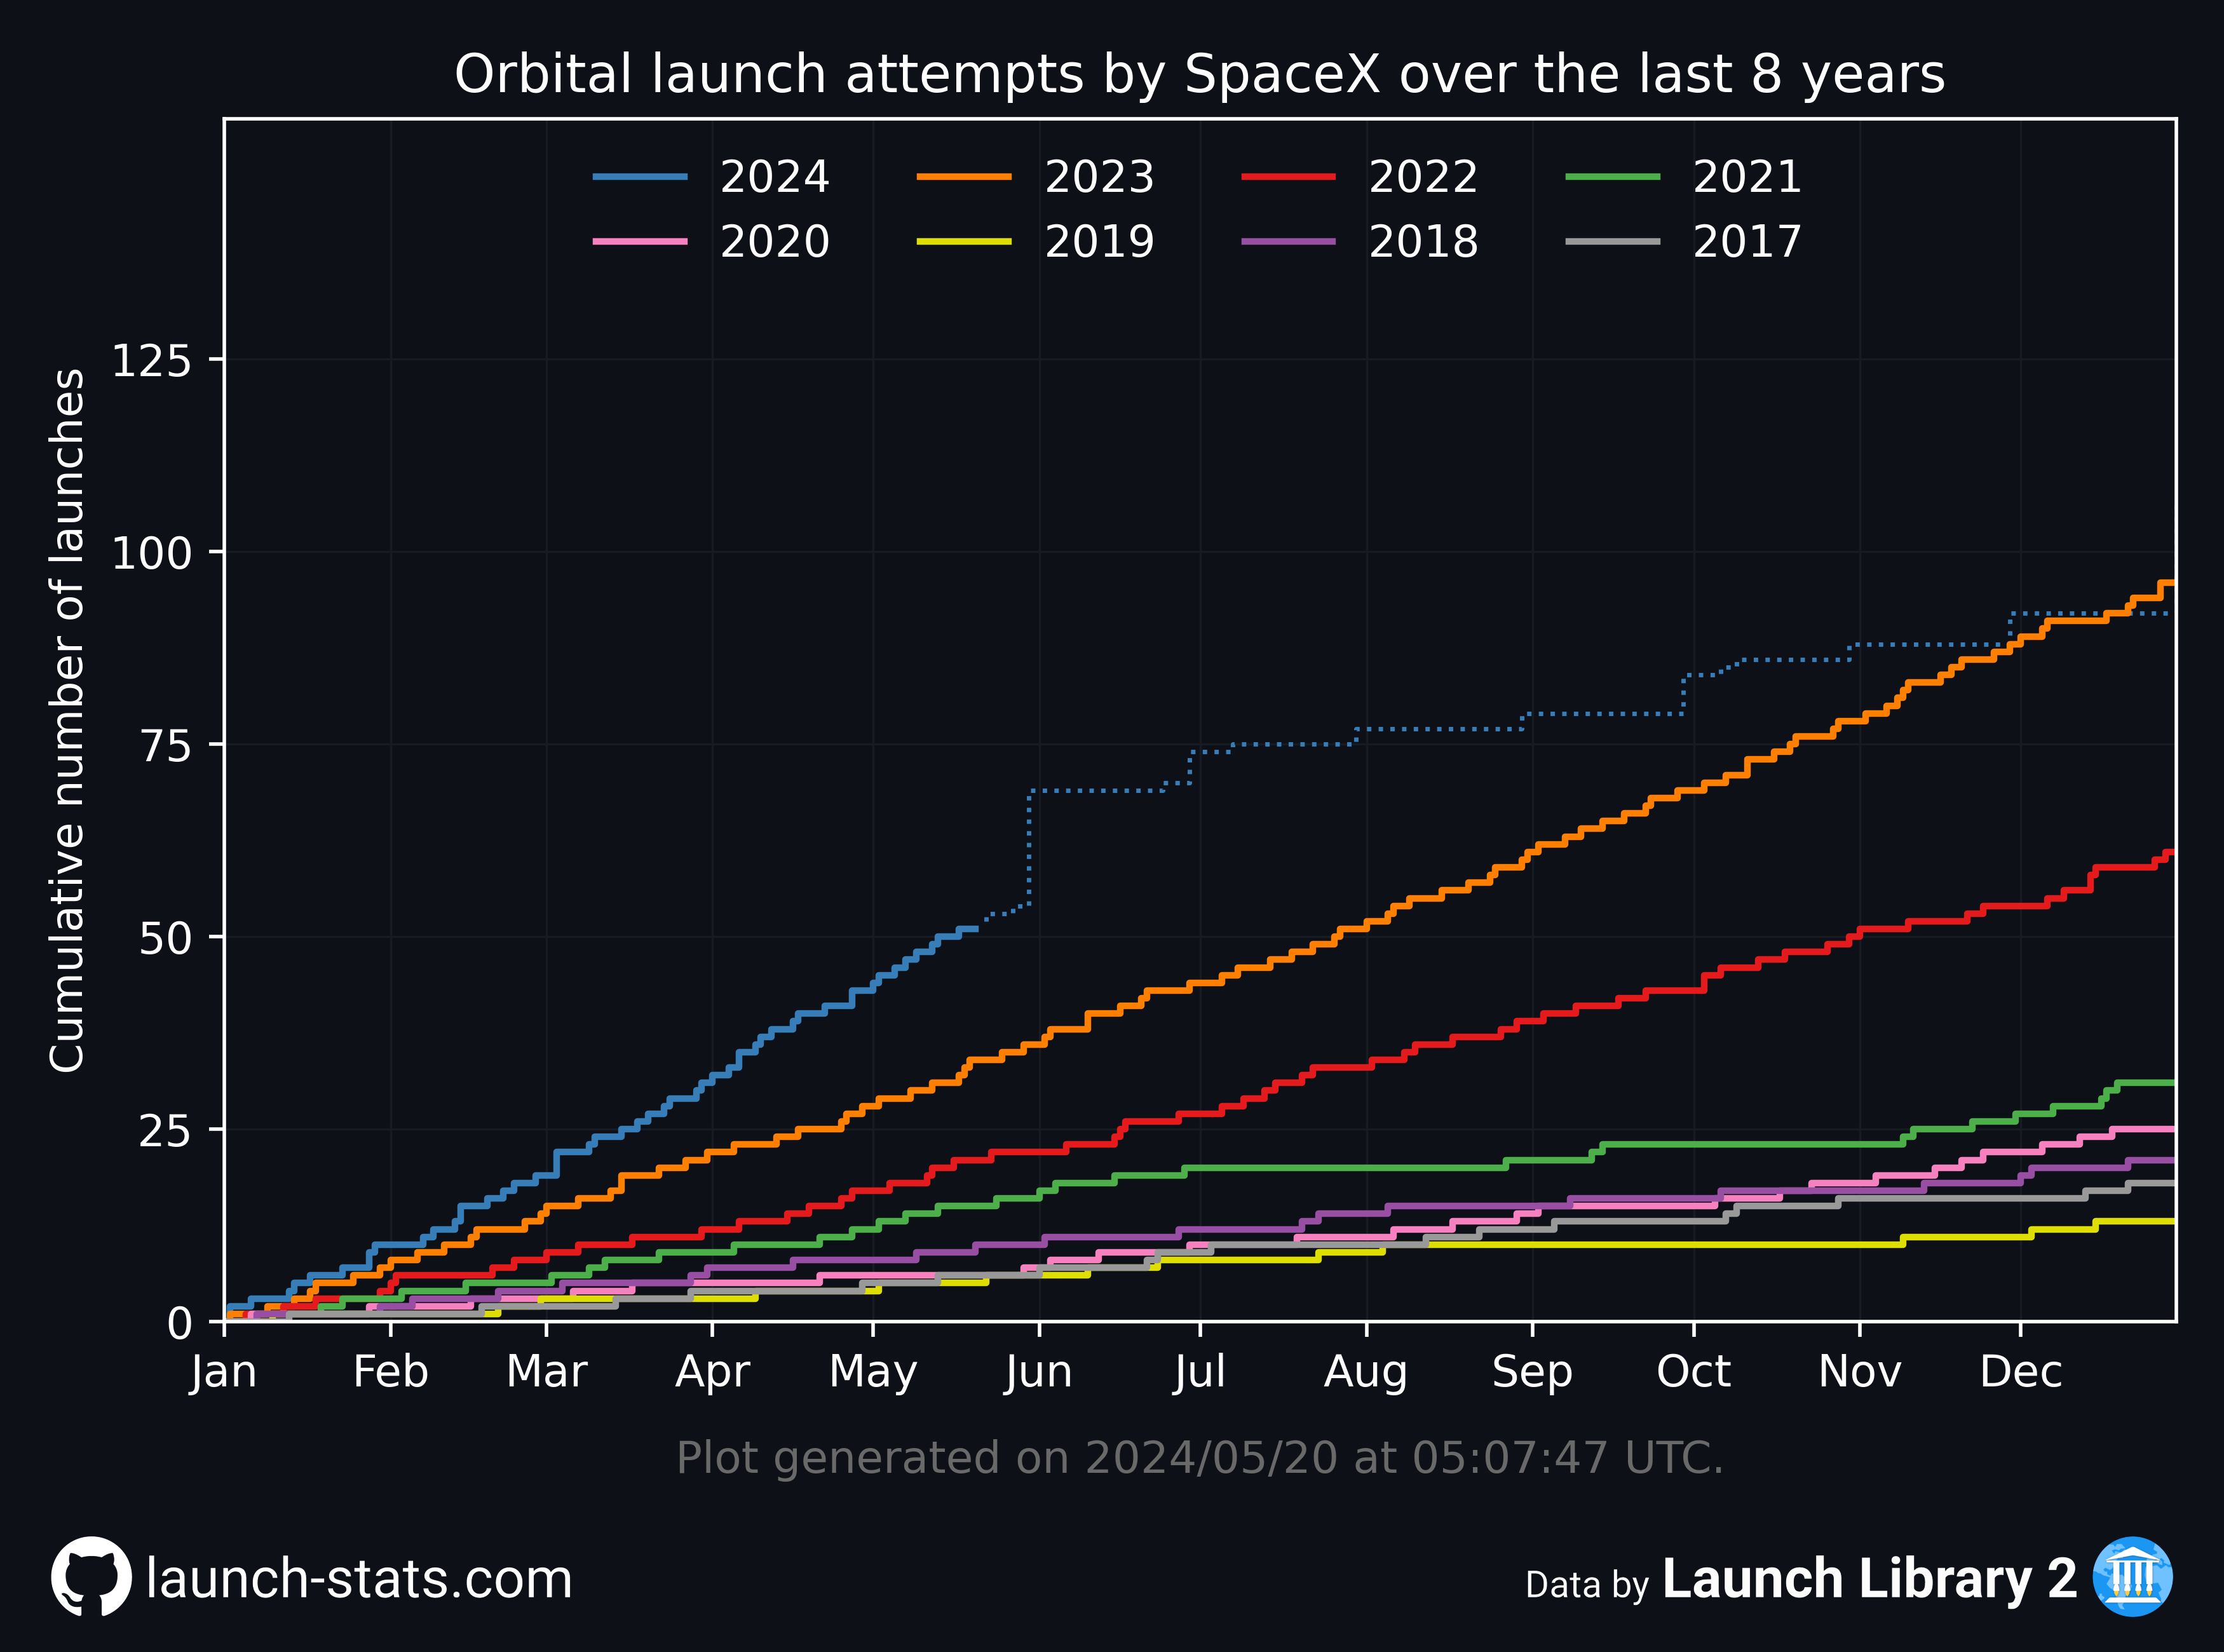 Orbital launch attempts by SpaceX over the last 8 years
2024 2023 2022 2021
2020 2019 2018 2017
Cumulative number of launches
125
100
75
50
25
0
Jan Feb Mar Apr May Jun Jul Aug Sep Oct Nov Dec
Plot generated on 2024/05/20 at 05:07:47 UTC.
launch-stats.com
Data by Launch Library 2